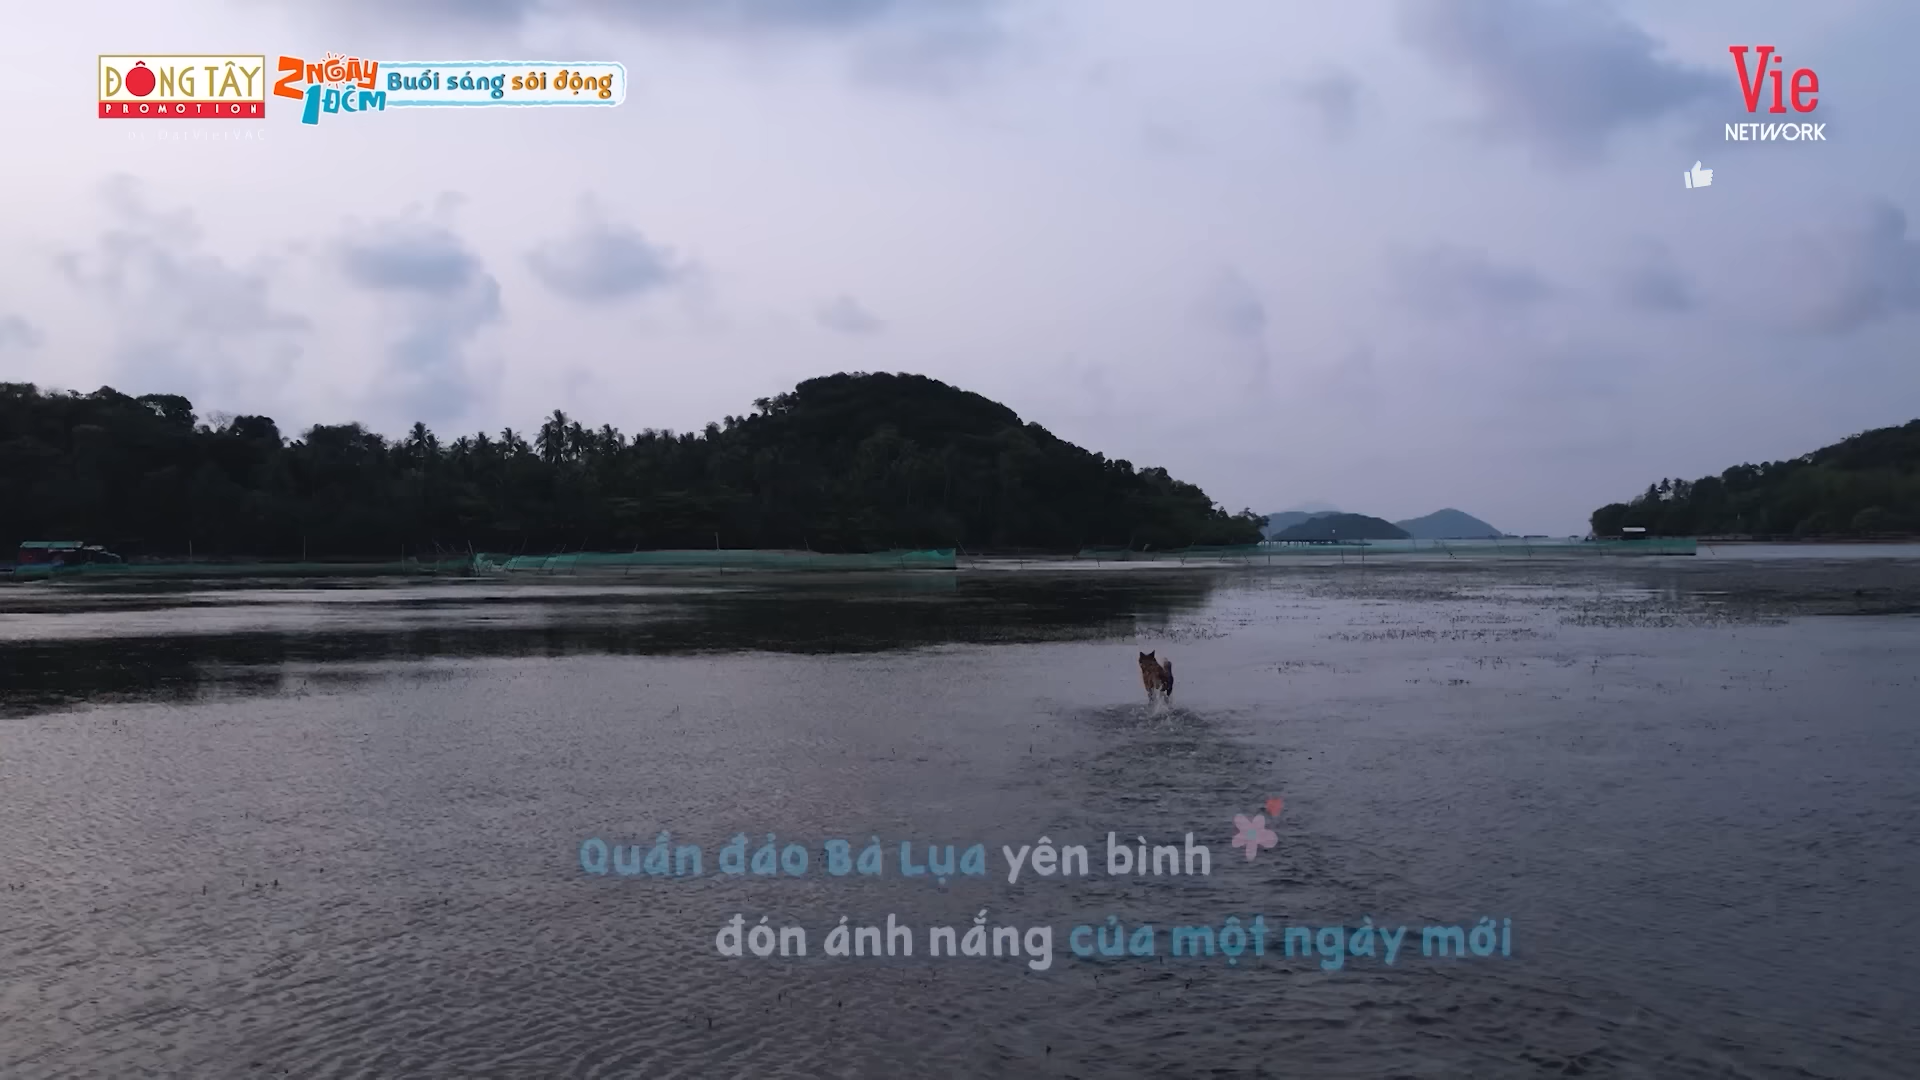 ĐÔNG TÂY
PROMOTION
2 NGÀY
1 ĐÊM
Buổi sáng sôi động
Vie
NETWORK
Quần đảo Bà Lụa yên bình
đón ánh nắng của một ngày mới